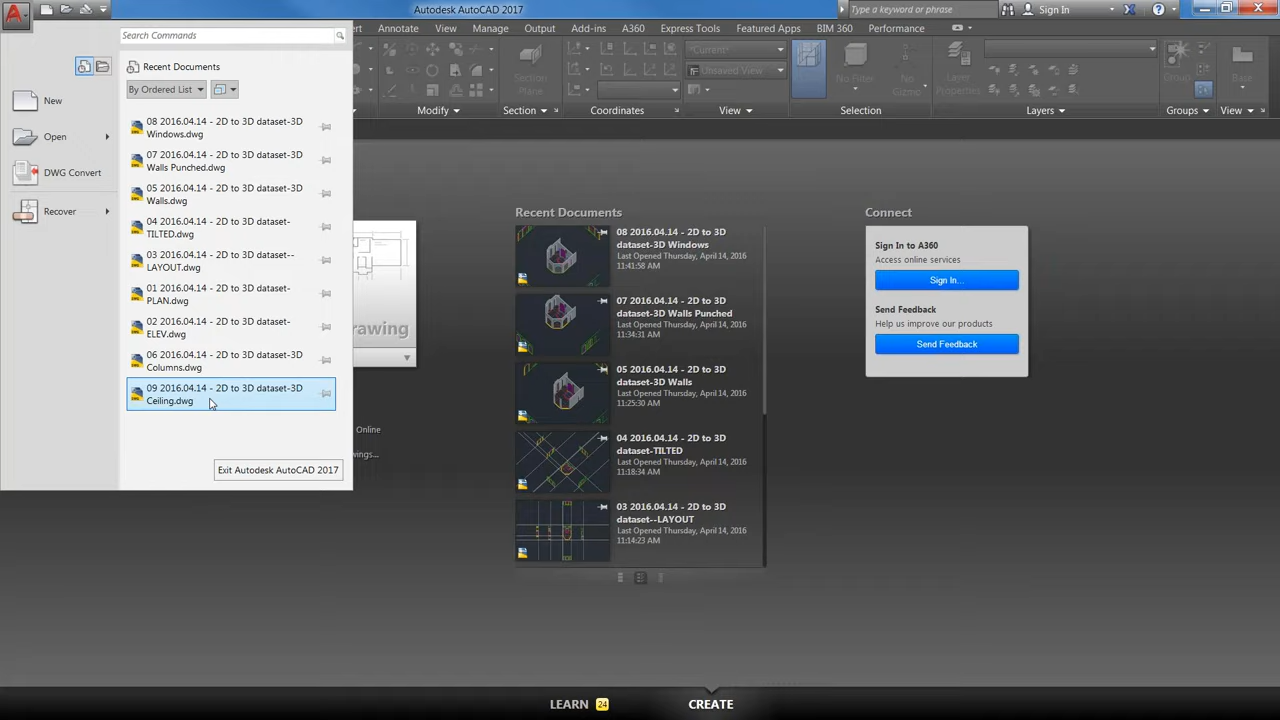 Autodesk AutoCAD 2017
Type a keyword or phrase
Sign In
Annotate
View
Manage
Output
Add-ins
A360
Express Tools
Featured Apps
BIM 360
Performance
Search Commands
Recent Documents
By Ordered List
New
Open
DWG Convert
Recover
08 2016.04.14 - 2D to 3D dataset-3D
Windows.dwg
07 2016.04.14 - 2D to 3D dataset-3D
Walls Punched.dwg
05 2016.04.14 - 2D to 3D dataset-3D
Walls.dwg
04 2016.04.14 - 2D to 3D dataset-
TILTED.dwg
03 2016.04.14 - 2D to 3D dataset--
LAYOUT.dwg
01 2016.04.14 - 2D to 3D dataset-
PLAN.dwg
02 2016.04.14 - 2D to 3D dataset-
ELEV.dwg
06 2016.04.14 - 2D to 3D dataset-3D
Columns.dwg
09 2016.04.14 - 2D to 3D dataset-3D
Ceiling.dwg
Exit Autodesk AutoCAD 2017
*Current*
Unsaved View
Section
Plane
No Filter
No
Gizmo
Layer
Properties
Group
Base
Modify
Section
Coordinates
View
Selection
Layers
Groups
View
rawing
Online
wings...
Recent Documents
08 2016.04.14 - 2D to 3D
dataset-3D Windows
Last Opened Thursday, April 14, 2016
11:41:58 AM
07 2016.04.14 - 2D to 3D
dataset-3D Walls Punched
Last Opened Thursday, April 14, 2016
11:34:31 AM
05 2016.04.14 - 2D to 3D
dataset-3D Walls
Last Opened Thursday, April 14, 2016
11:25:30 AM
04 2016.04.14 - 2D to 3D
dataset-TILTED
Last Opened Thursday, April 14, 2016
11:18:34 AM
03 2016.04.14 - 2D to 3D
dataset--LAYOUT
Last Opened Thursday, April 14, 2016
11:14:23 AM
Connect
Sign In to A360
Access online services
Sign In...
Send Feedback
Help us improve our products
Send Feedback
LEARN 24
CREATE